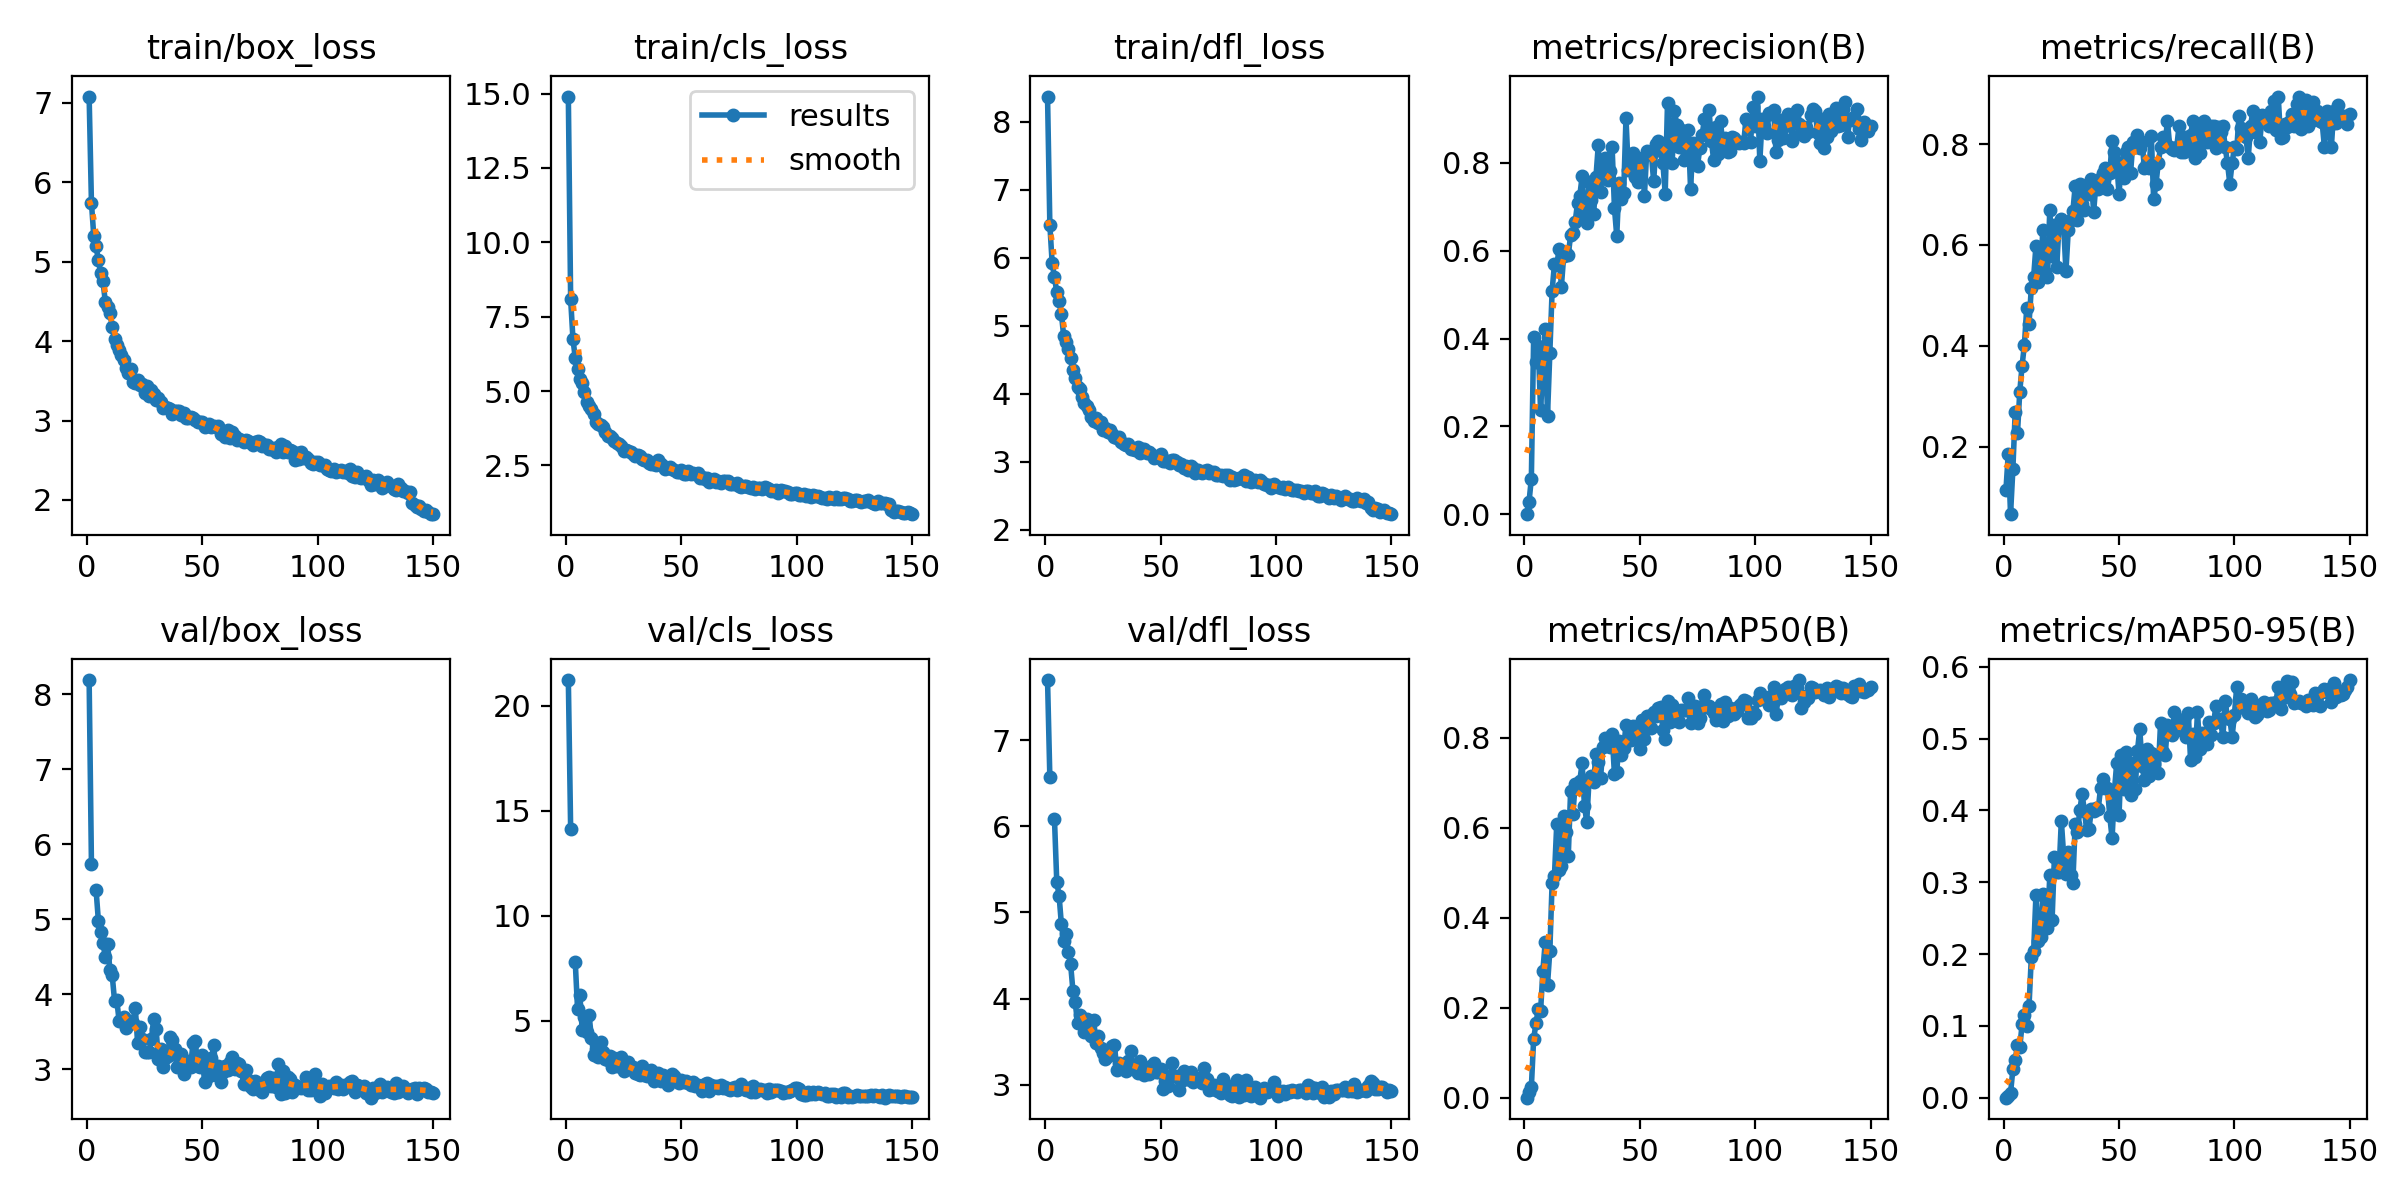 train/box_loss
7
6
5
4
3
2
0 50 100 150
train/cls_loss
15.0
12.5
10.0
7.5
5.0
2.5
0 50 100 150
results
smooth
train/dfl_loss
8
7
6
5
4
3
2
0 50 100 150
metrics/precision(B)
0.8
0.6
0.4
0.2
0.0
0 50 100 150
metrics/recall(B)
0.8
0.6
0.4
0.2
0 50 100 150
val/box_loss
8
7
6
5
4
3
0 50 100 150
val/cls_loss
20
15
10
5
0 50 100 150
val/dfl_loss
7
6
5
4
3
0 50 100 150
metrics/mAP50(B)
0.8
0.6
0.4
0.2
0.0
0 50 100 150
metrics/mAP50-95(B)
0.6
0.5
0.4
0.3
0.2
0.1
0.0
0 50 100 150